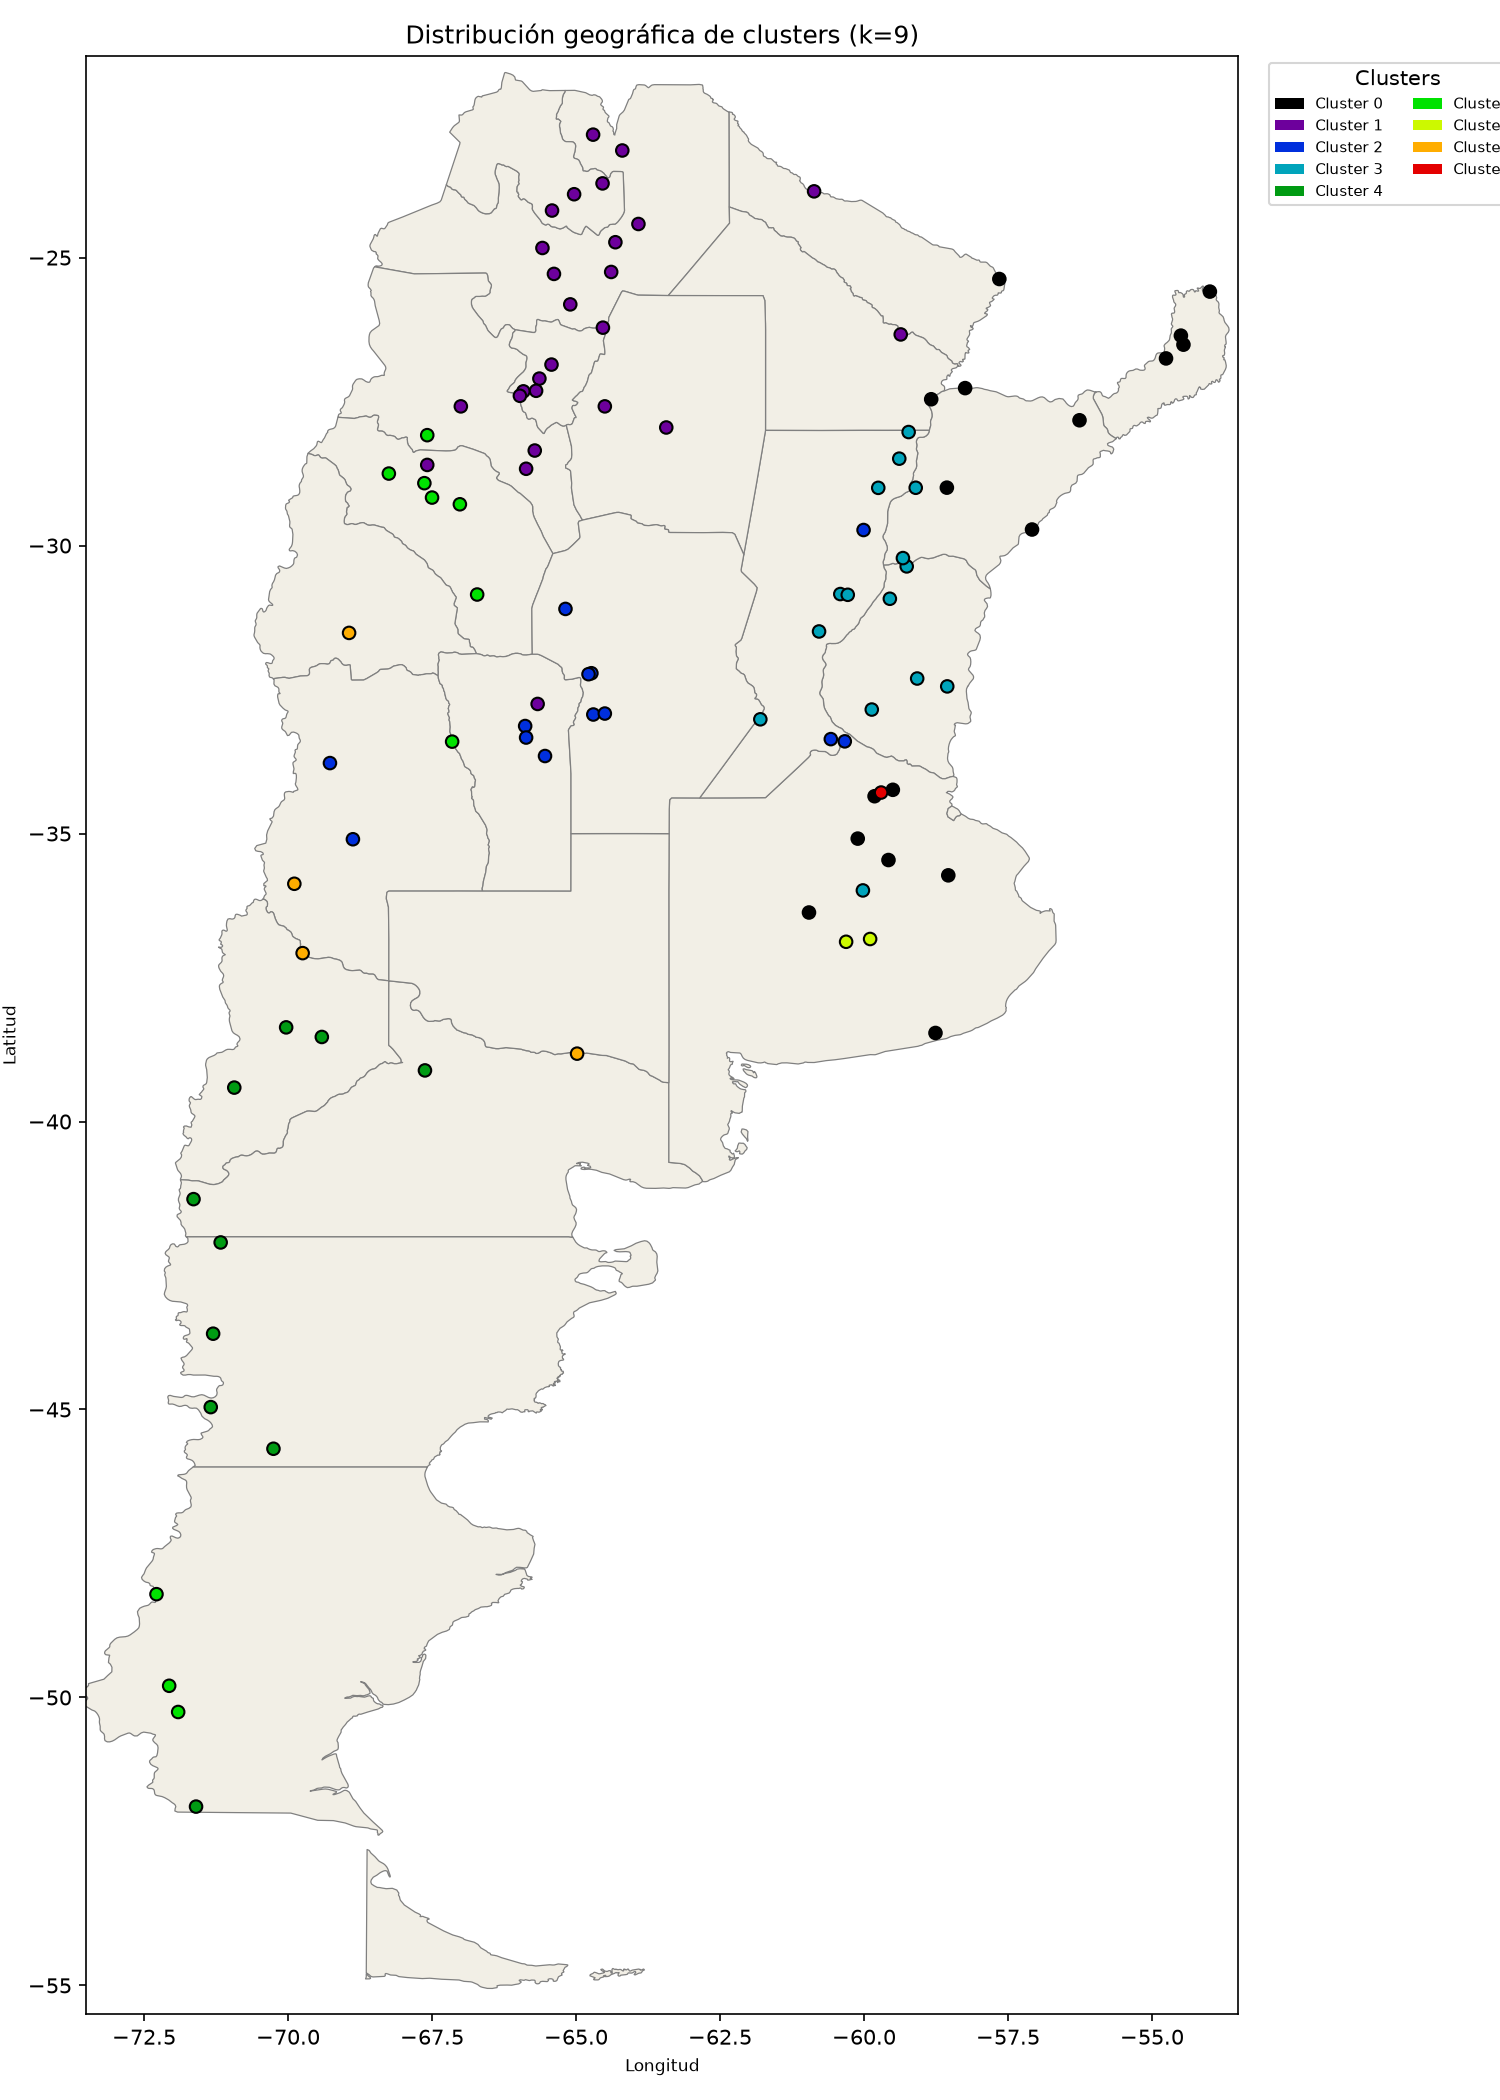 Distribución geográfica de clusters (k=9)
Clusters
Cluster 0
Cluster 1
Cluster 2
Cluster 3
Cluster 4
Cluste
Cluste
Cluste
Cluste
−25
−30
−35
−40
−45
−50
−55
Latitud
−72.5 −70.0 −67.5 −65.0 −62.5 −60.0 −57.5 −55.0
Longitud